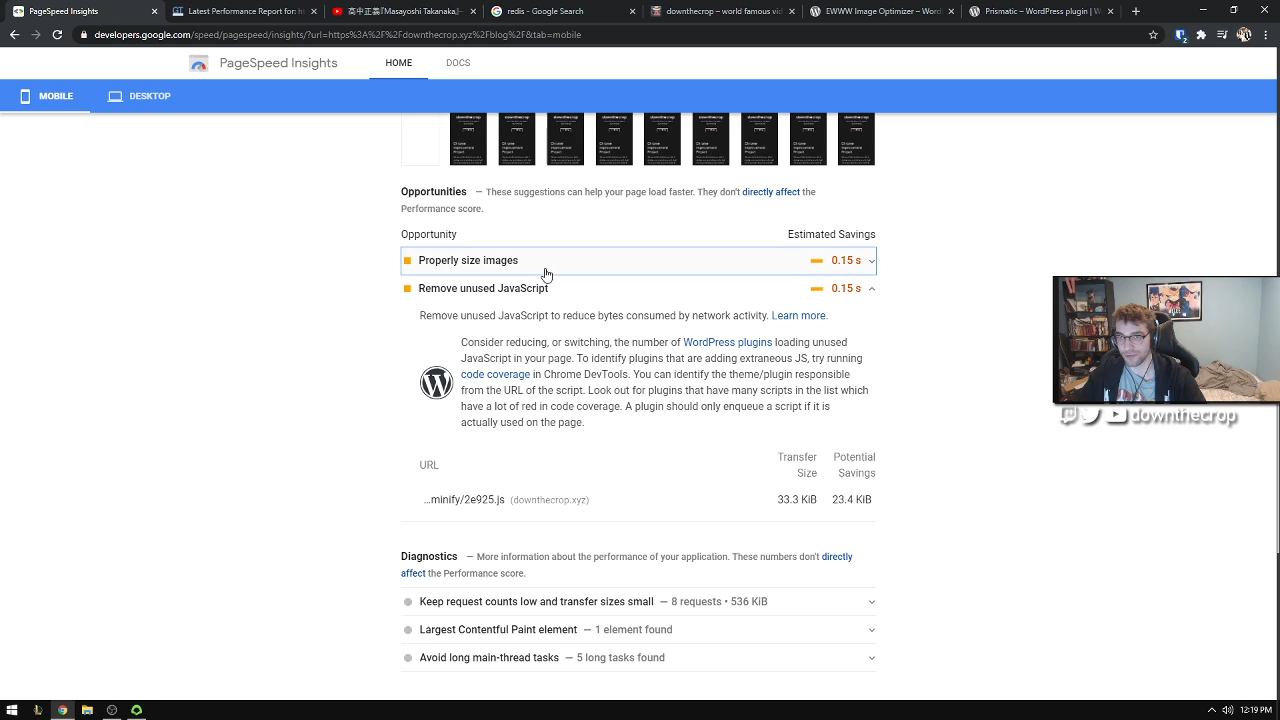 PageSpeed Insights
Latest Performance Report for h
高中正義『Masayoshi Takanaka』-
redis - Google Search
downthecrop – world famous
EWWW Image Optimizer – Word
Prismatic – WordPress plugin | W
developers.google.com/speed/pagespeed/insights/?url=https%3A%2F%2Fdownthecrop.xyz%2Fblog%2F&tab=mobile
PageSpeed Insights HOME DOCS
MOBILE DESKTOP
Opportunities — These suggestions can help your page load faster. They don't directly affect the
Performance score.
Opportunity Estimated Savings
Properly size images 0.15 s
Remove unused JavaScript 0.15 s
Remove unused JavaScript to reduce bytes consumed by network activity. Learn more.
Consider reducing, or switching, the number of WordPress plugins loading unused
JavaScript in your page. To identify plugins that are adding extraneous JS, try running
code coverage in Chrome DevTools. You can identify the theme/plugin responsible
from the URL of the script. Look out for plugins that have many scripts in the list which
have a lot of red in code coverage. A plugin should only enqueue a script if it is
actually used on the page.
URL Transfer Size Potential Savings
…minify/2e925.js (downthecrop.xyz) 33.3 KiB 23.4 KiB
downthecrop
Diagnostics — More information about the performance of your application. These numbers don't directly
affect the Performance score.
Keep request counts low and transfer sizes small — 8 requests • 536 KiB
Largest Contentful Paint element — 1 element found
Avoid long main-thread tasks — 5 long tasks found
12:19 PM